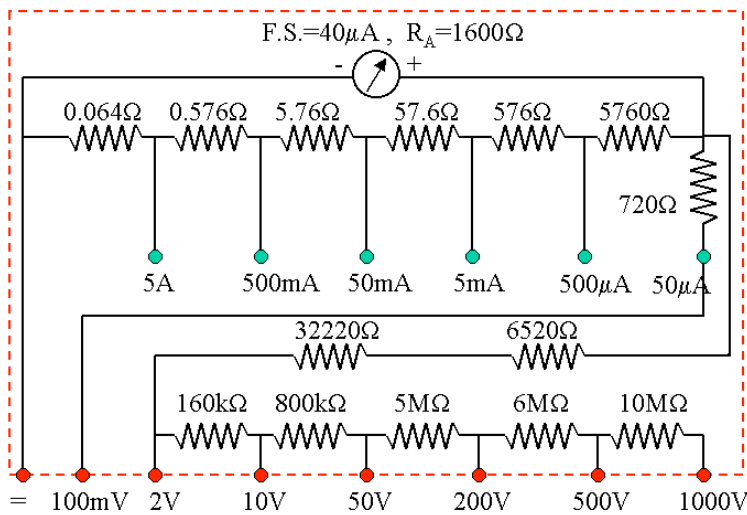 F.S.=40µA , R_A=1600Ω
- +
0.064Ω 0.576Ω 5.76Ω 57.6Ω 576Ω 5760Ω
720Ω
5A 500mA 50mA 5mA 500µA 50µA
32220Ω 6520Ω
160kΩ 800kΩ 5MΩ 6MΩ 10MΩ
= 100mV 2V 10V 50V 200V 500V 1000V